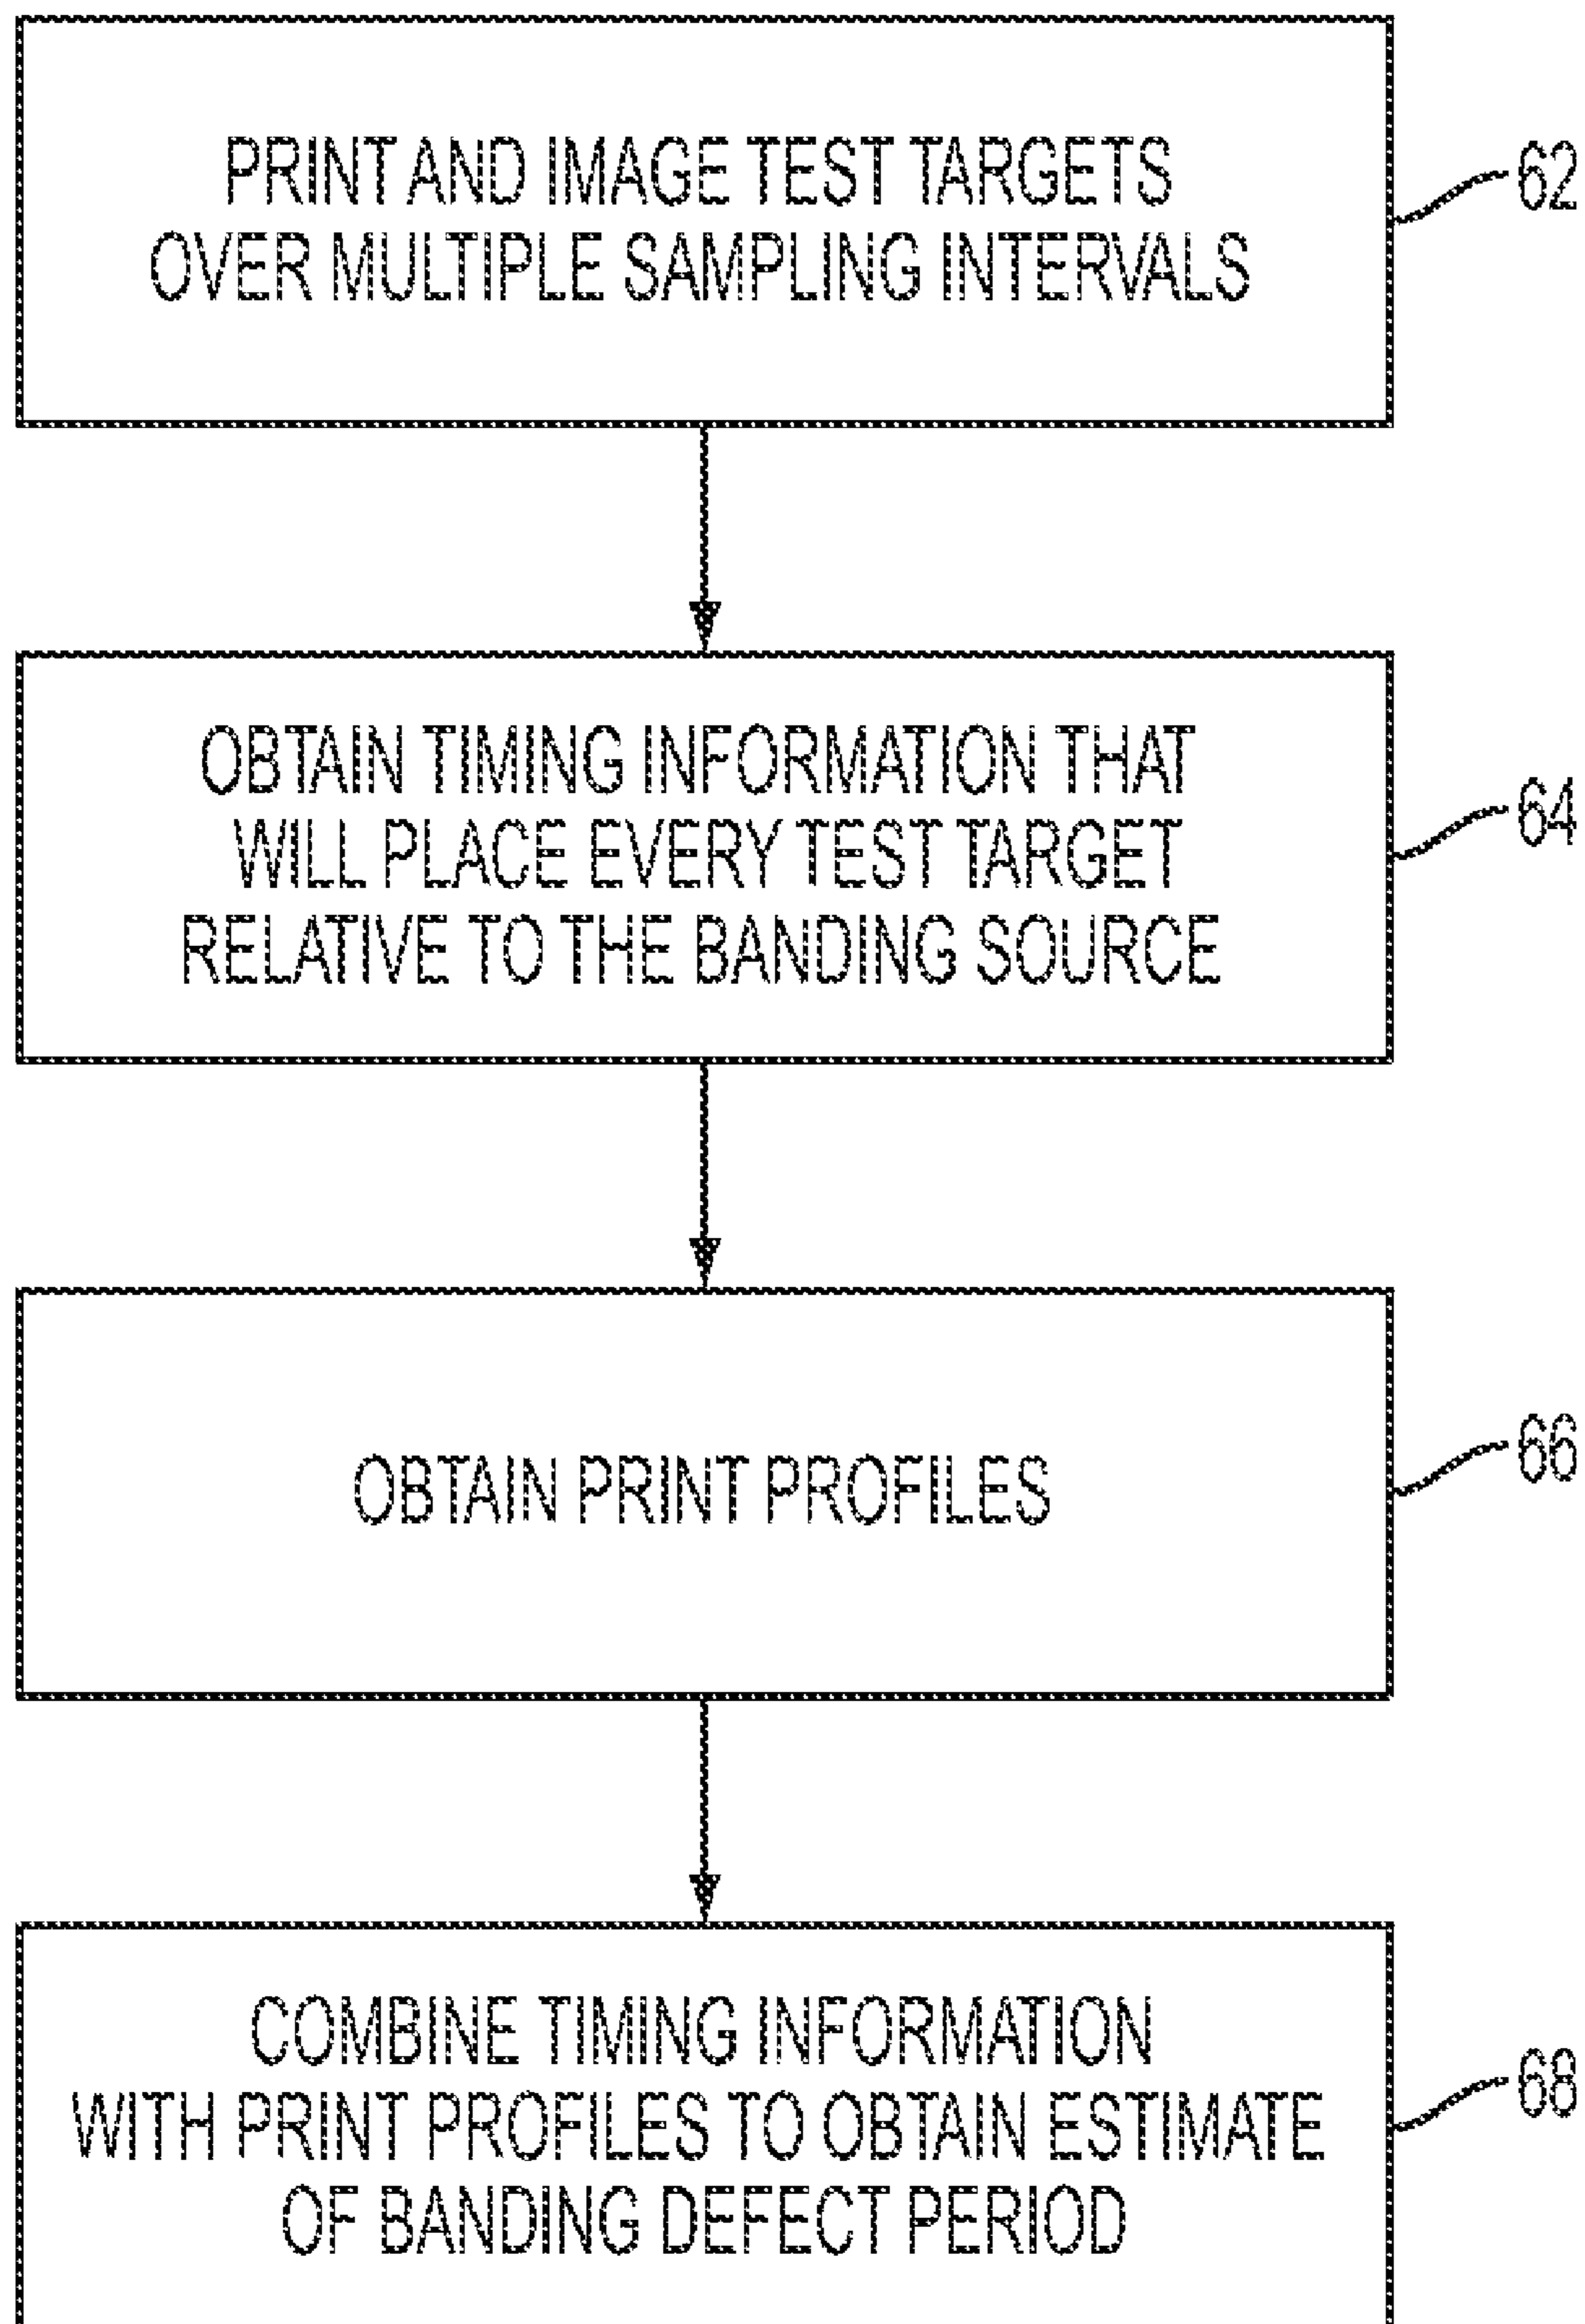 PRINT AND IMAGE TEST TARGETS
OVER MULTIPLE SAMPLING INTERVALS
62
OBTAIN TIMING INFORMATION THAT
WILL PLACE EVERY TEST TARGET
RELATIVE TO THE BANDING SOURCE
64
OBTAIN PRINT PROFILES
66
COMBINE TIMING INFORMATION
WITH PRINT PROFILES TO OBTAIN ESTIMATE
OF BANDING DEFECT PERIOD
68